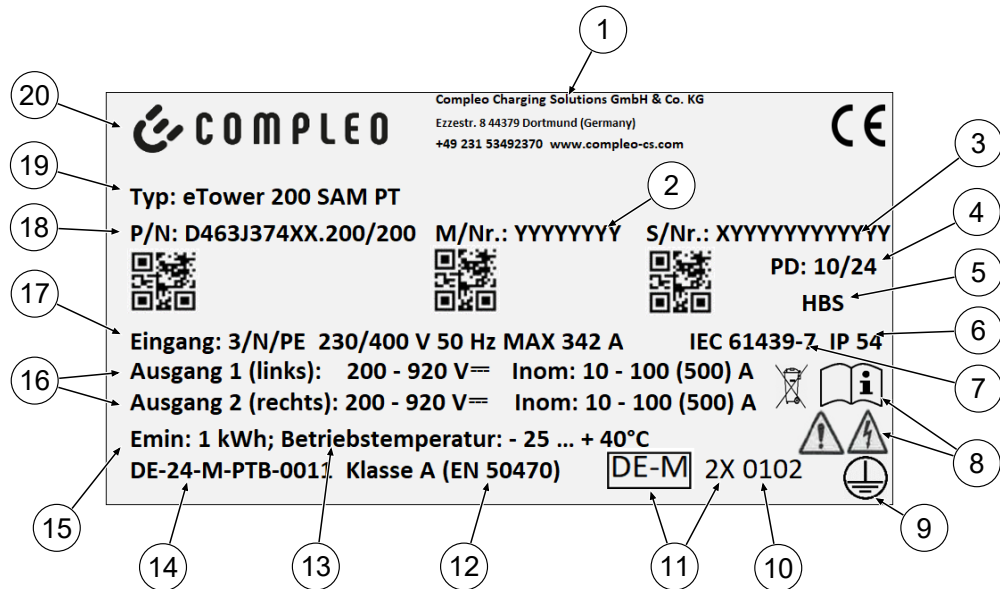 1
20
COMPLEO
Compleo Charging Solutions GmbH & Co. KG
Ezzestr. 8 44379 Dortmund (Germany)
+49 231 53492370 www.compleo-cs.com
CE
3
19
Typ: eTower 200 SAM PT
2
4
18
P/N: D463J374XX.200/200 M/Nr.: YYYYYYYY S/Nr.: XYYYYYYYYYYYY
PD: 10/24
5
HBS
17
Eingang: 3/N/PE 230/400 V 50 Hz MAX 342 A IEC 61439-7 IP 54
6
16
Ausgang 1 (links): 200 - 920 V⎓ Inom: 10 - 100 (500) A
7
Ausgang 2 (rechts): 200 - 920 V⎓ Inom: 10 - 100 (500) A
Emin: 1 kWh; Betriebstemperatur: - 25 ... + 40°C
8
DE-24-M-PTB-0011 Klasse A (EN 50470) DE-M 2X 0102
15
14
13
12
11
10
9